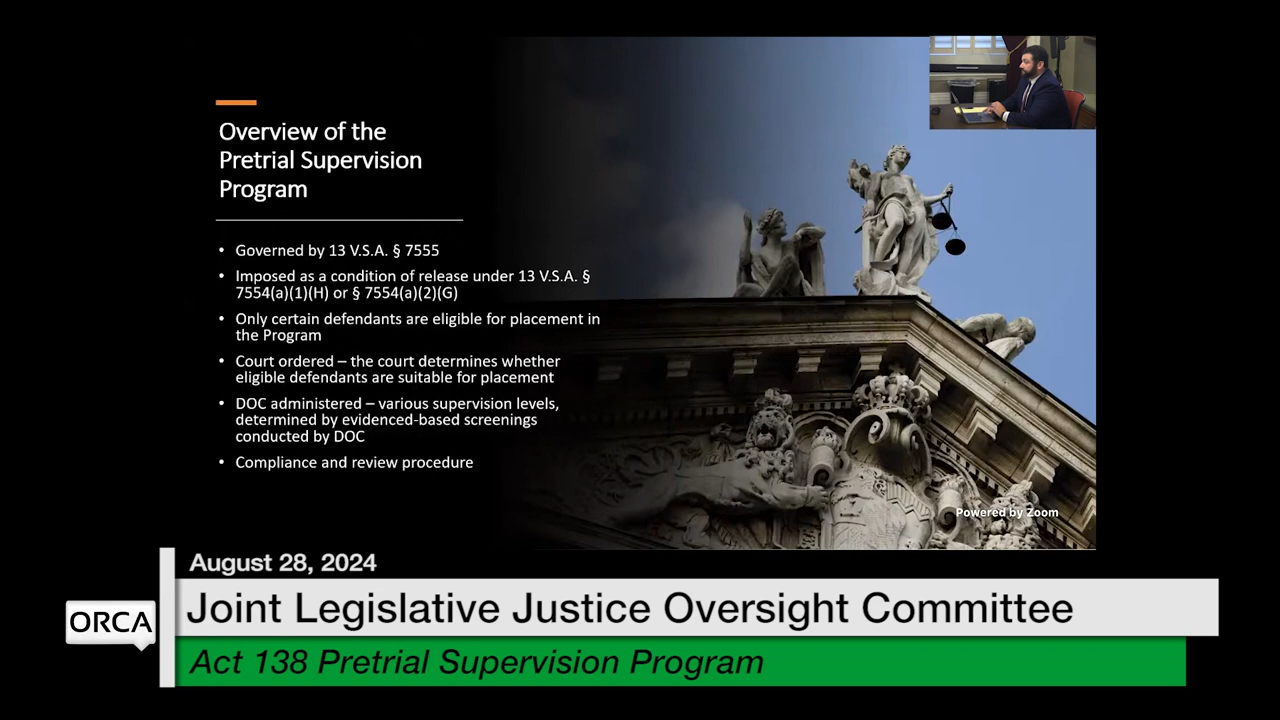 Overview of the
Pretrial Supervision
Program
• Governed by 13 V.S.A. § 7555
• Imposed as a condition of release under 13 V.S.A. §
7554(a)(1)(H) or § 7554(a)(2)(G)
• Only certain defendants are eligible for placement in
the Program
• Court ordered – the court determines whether
eligible defendants are suitable for placement
• DOC administered – various supervision levels,
determined by evidenced-based screenings
conducted by DOC
• Compliance and review procedure
Powered by Zoom
August 28, 2024
ORCA
Joint Legislative Justice Oversight Committee
Act 138 Pretrial Supervision Program